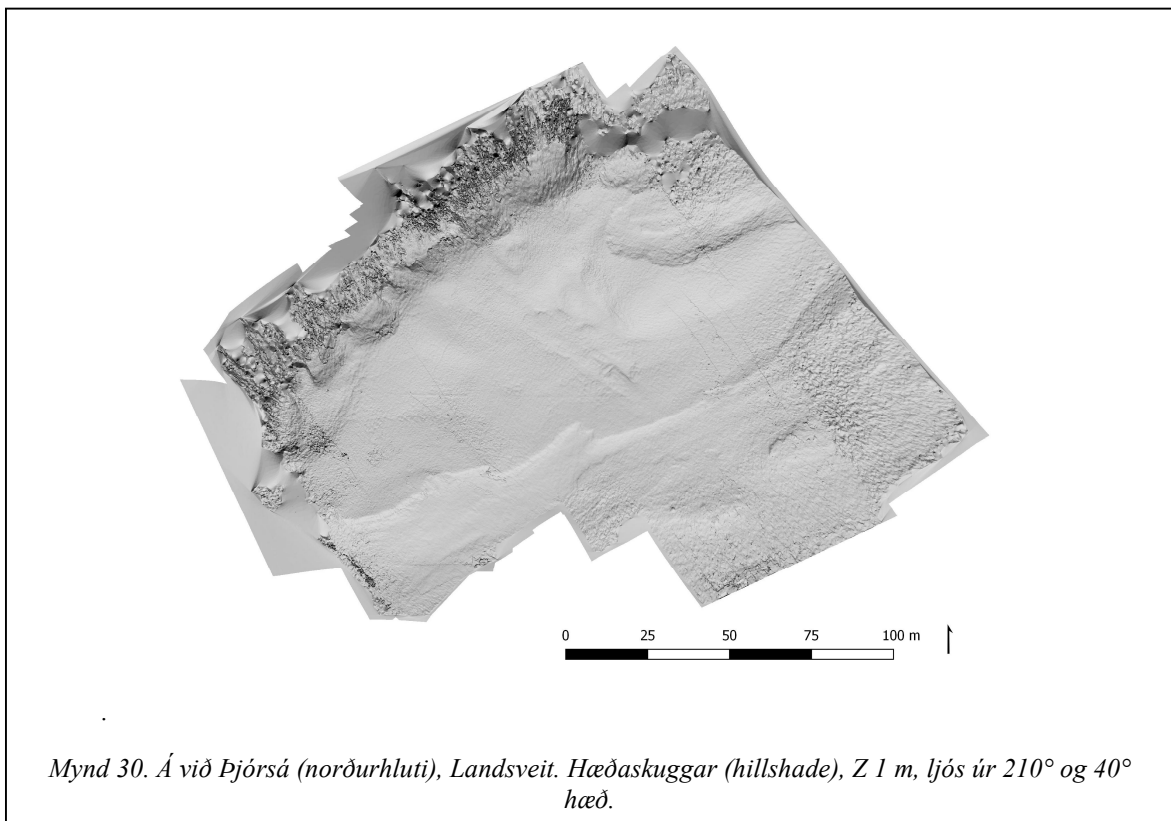 0 25 50 75 100 m
.
Mynd 30. Á við Þjórsá (norðurhluti), Landsveit. Hæðaskuggar (hillshade), Z 1 m, ljós úr 210° og 40°
hæð.